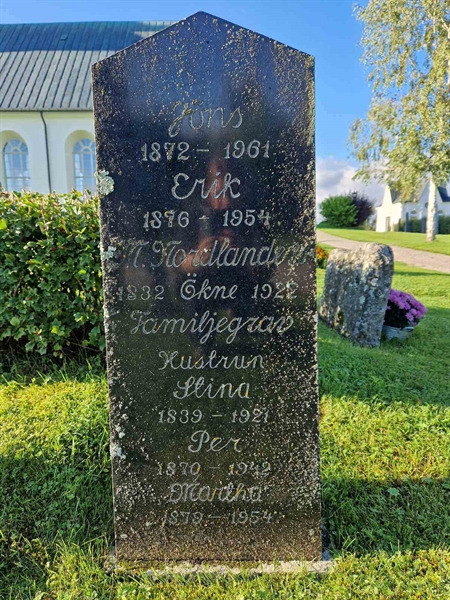 Jöns
1872 - 1961
Erik
1876 - 1954
N. Nordlander
1832 Ökne 1922
Familjegrav
Hustrun
Stina
1839 - 1921
Per
1870 - 1942
Martha
1879 - 1954